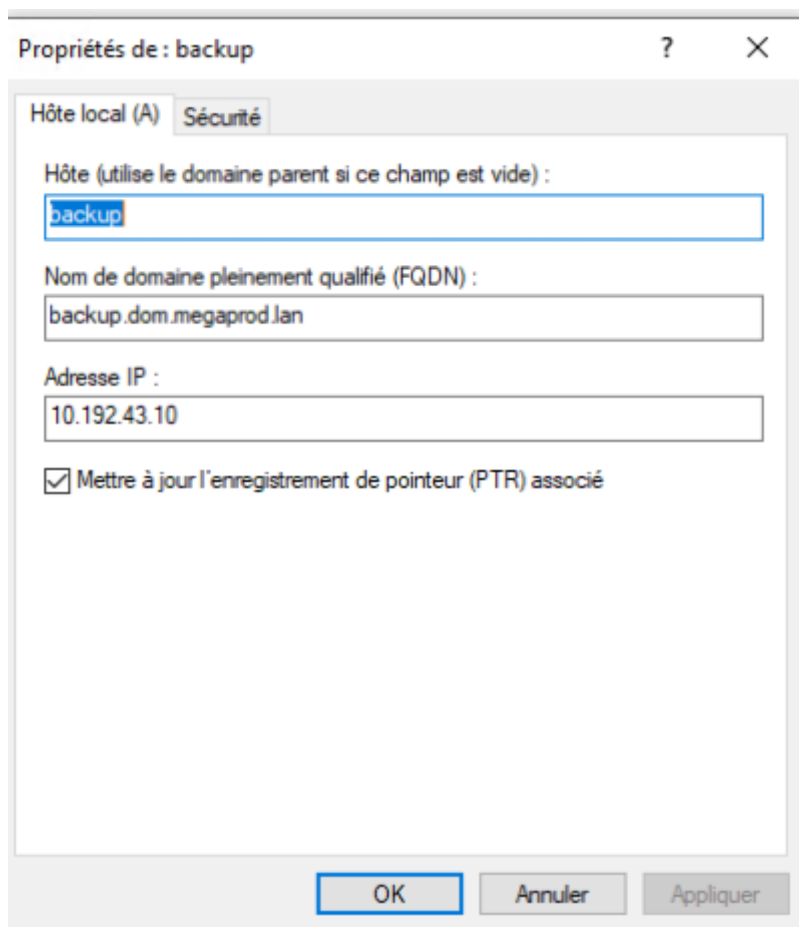 Propriétés de : backup
?
Hôte local (A)
Sécurité
Hôte (utilise le domaine parent si ce champ est vide) :
backup
Nom de domaine pleinement qualifié (FQDN) :
backup.dom.megaprod.lan
Adresse IP :
10.192.43.10
Mettre à jour l'enregistrement de pointeur (PTR) associé
OK
Annuler
Appliquer